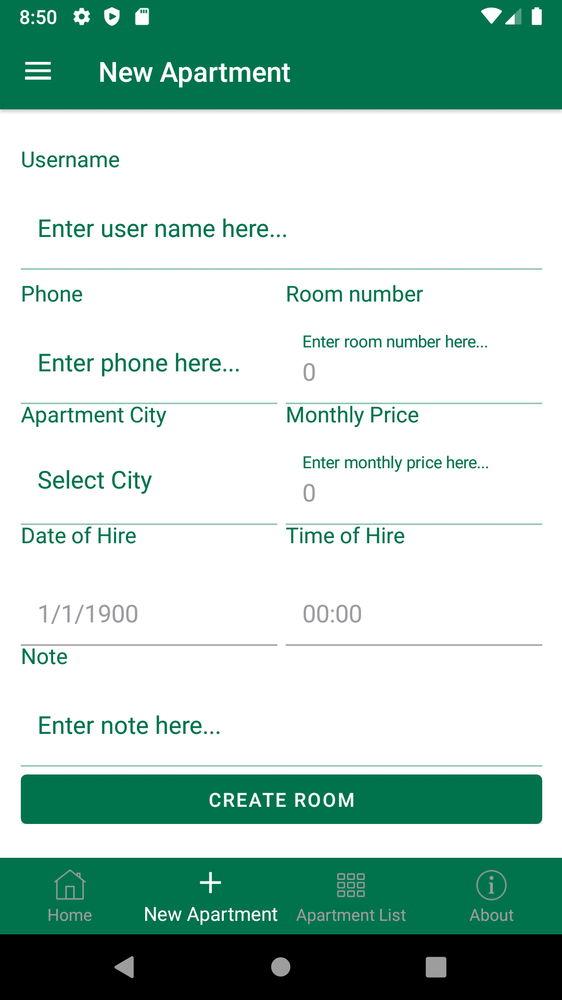 8:50
New Apartment
Username
Enter user name here...
Phone
Room number
Enter phone here...
Enter room number here...
0
Apartment City
Monthly Price
Select City
Enter monthly price here...
0
Date of Hire
Time of Hire
1/1/1900
00:00
Note
Enter note here...
CREATE ROOM
Home
New Apartment
Apartment List
About